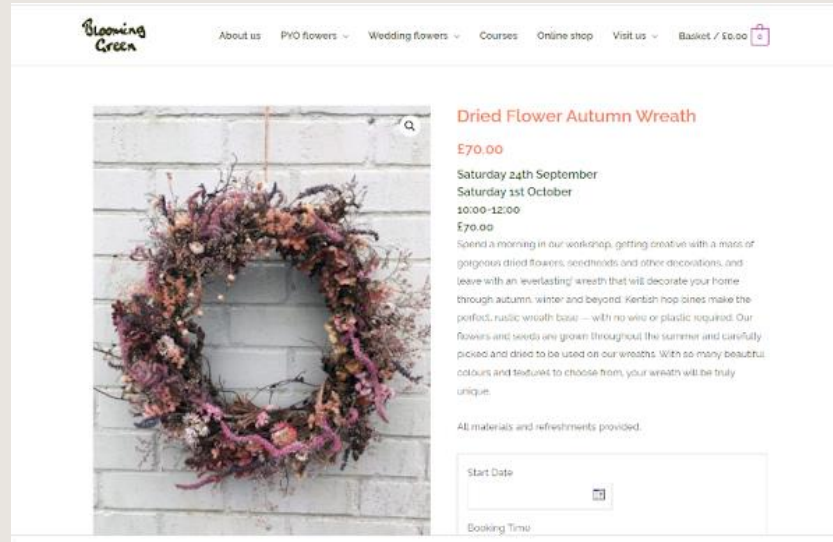 Blooming
Green
About us PYO flowers Wedding flowers Courses Online shop Visit us Basket / £0.00 0
Dried Flower Autumn Wreath
£70.00
Saturday 24th September
Saturday 1st October
10:00-12:00
£70.00
Spend a morning in our workshop, getting creative with a mass of
gorgeous dried flowers, seedheads and other decorations, and
leave with an 'everlasting' wreath that will decorate your home
through autumn, winter and beyond. Kentish hop bines make the
perfect, rustic wreath base — with no wire or plastic required. Our
flowers and seeds are grown throughout the summer and carefully
picked and dried to be used on our wreaths. With so many beautiful
colours and textures to choose from, your wreath will be truly
unique.
All materials and refreshments provided.
Start Date
Booking Time